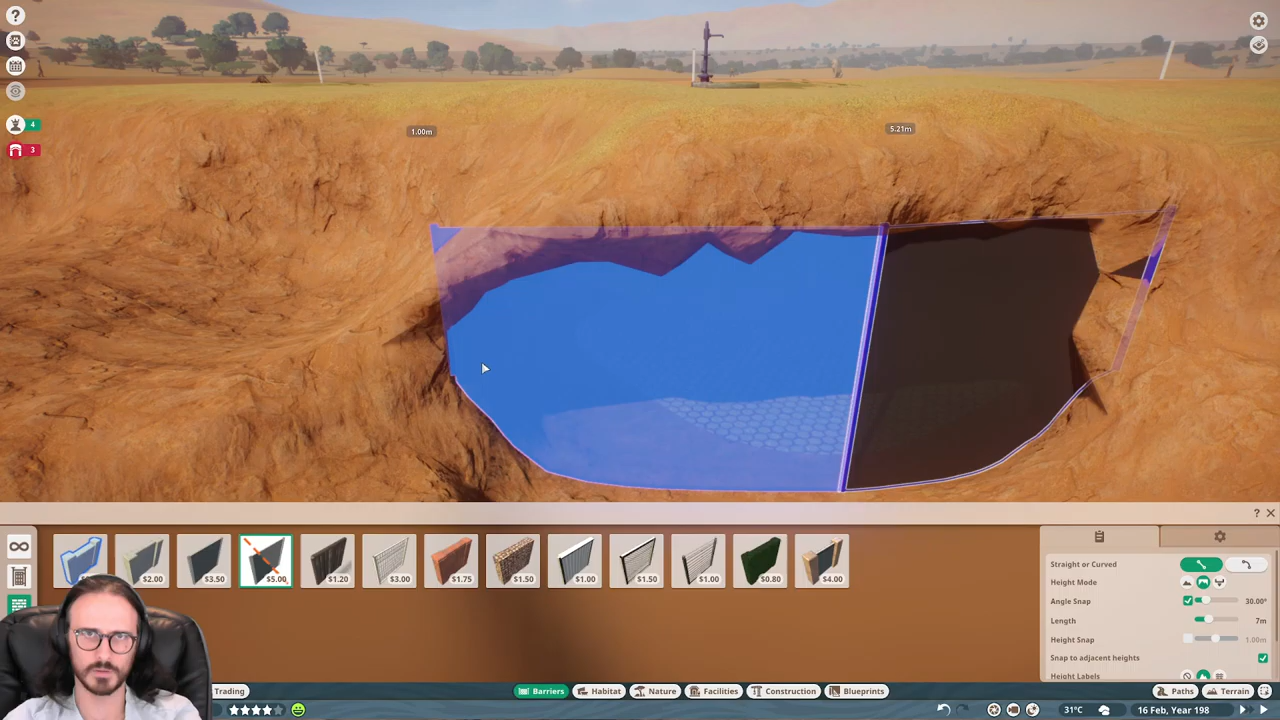 ?
4
3
1.00m
5.21m
? ×
$2.00
$3.50
$5.00
$1.20
$3.00
$1.75
$1.50
$1.00
$1.50
$1.00
$0.80
$4.00
Straight or Curved
Height Mode
Angle Snap 30.00°
Length 7m
Height Snap 1.00m
Snap to adjacent heights
Height Labels
Trading
Barriers Habitat Nature Facilities Construction Blueprints Paths Terrain
31°C 16 Feb, Year 198